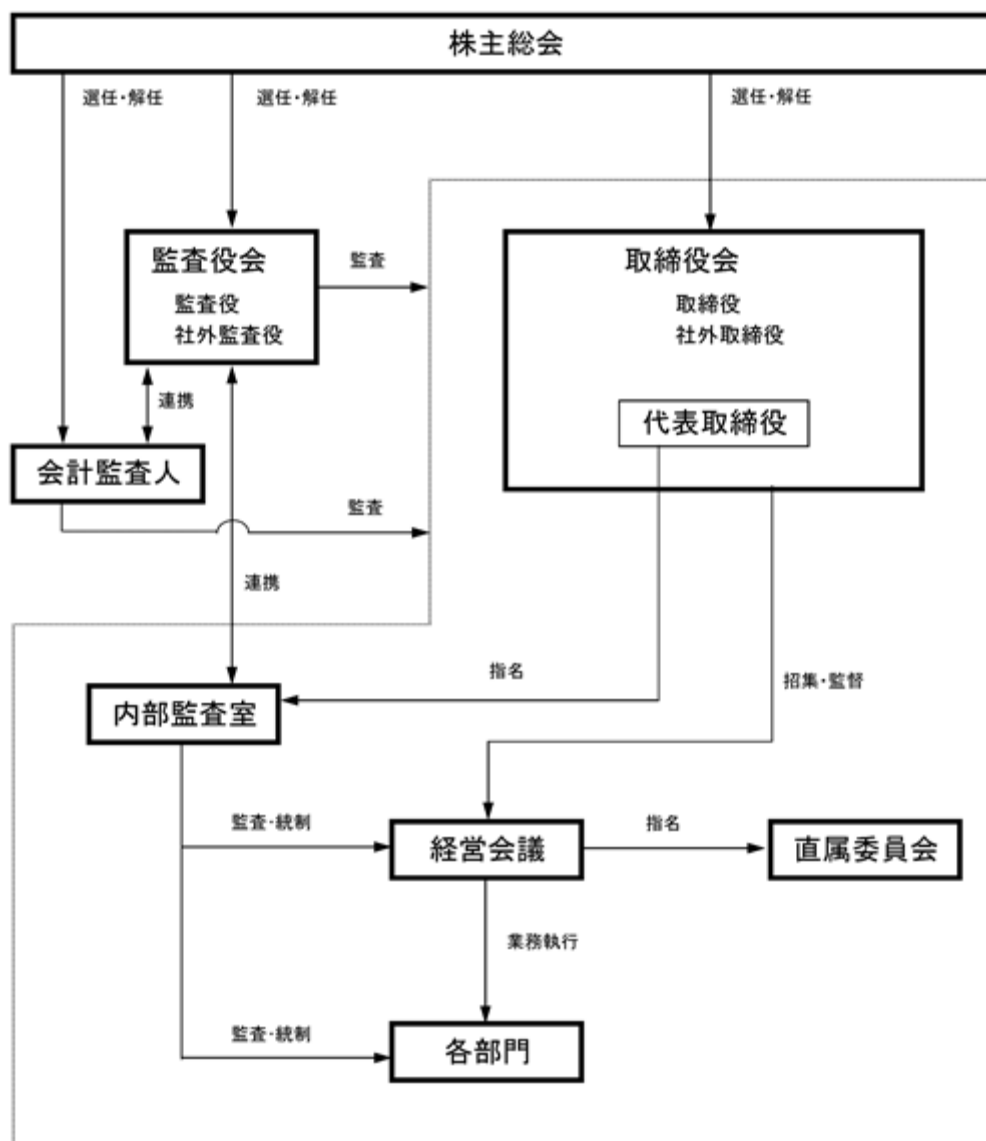 株主総会
選任・解任
選任・解任
選任・解任
監査役会
監査役
社外監査役
監査
取締役会
取締役
社外取締役
代表取締役
連携
会計監査人
監査
連携
指名
招集・監督
内部監査室
監査・統制
経営会議
指名
直属委員会
業務執行
監査・統制
各部門